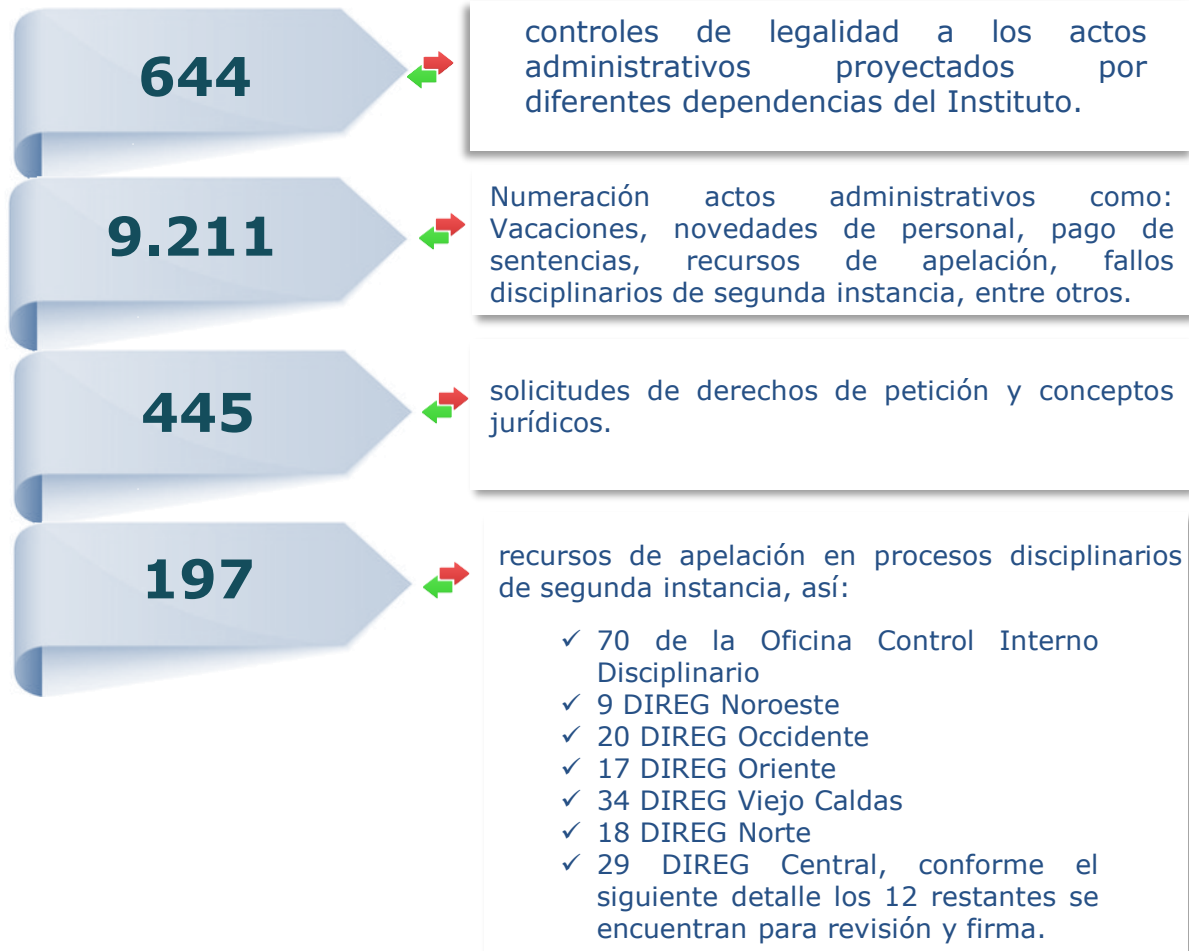 644
controles de legalidad a los actos
administrativos proyectados por
diferentes dependencias del Instituto.
9.211
Numeración actos administrativos como:
Vacaciones, novedades de personal, pago de
sentencias, recursos de apelación, fallos
disciplinarios de segunda instancia, entre otros.
445
solicitudes de derechos de petición y conceptos
jurídicos.
197
recursos de apelación en procesos disciplinarios
de segunda instancia, así:
✓ 70 de la Oficina Control Interno
Disciplinario
✓ 9 DIREG Noroeste
✓ 20 DIREG Occidente
✓ 17 DIREG Oriente
✓ 34 DIREG Viejo Caldas
✓ 18 DIREG Norte
✓ 29 DIREG Central, conforme el
siguiente detalle los 12 restantes se
encuentran para revisión y firma.